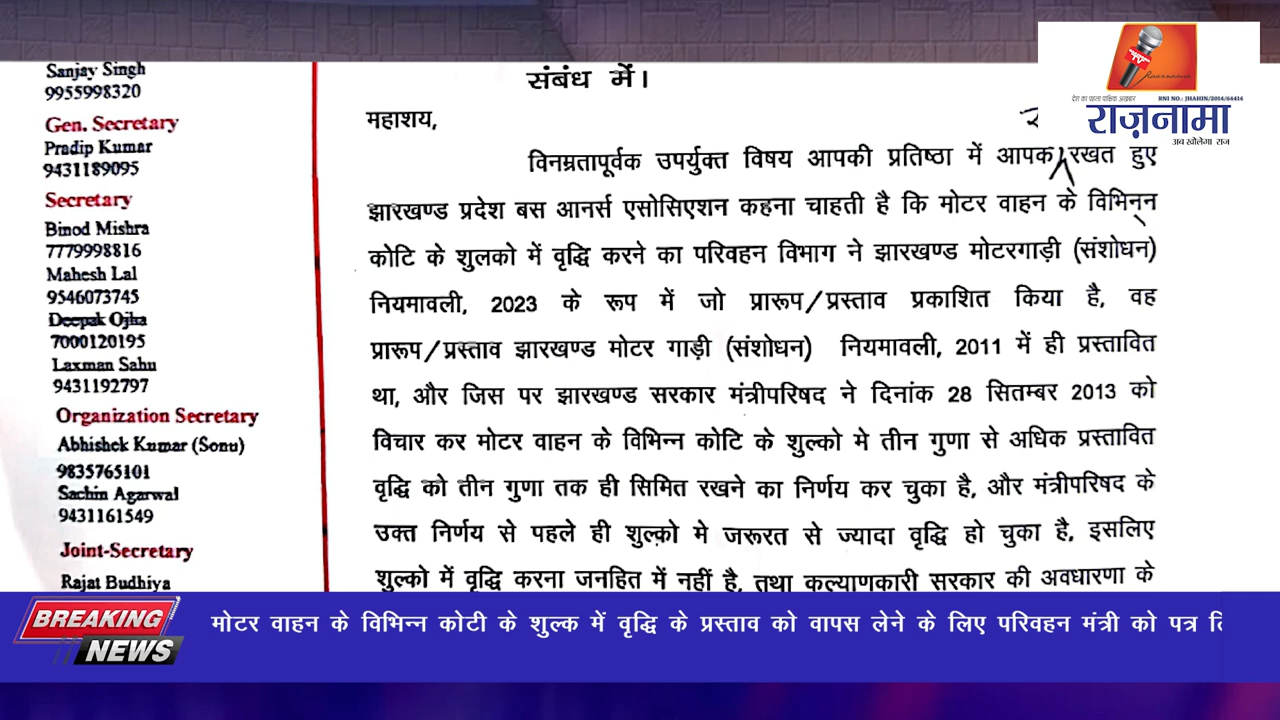 Sanjay Singh
9955998320
Gen. Secretary
Pradip Kumar
9431189095
Secretary
Binod Mishra
7779998816
Mahesh Lal
9546073745
Deepak Ojha
7000120195
Laxman Sahu
9431192797
Organization Secretary
Abhishek Kumar (Sonu)
9835765101
Sachin Agarwal
9431161549
Joint-Secretary
Rajat Budhiya
संबंध में।
महाशय,
विनम्रतापूर्वक उपर्युक्त विषय आपकी प्रतिष्ठा में आपक रखत हुए
झारखण्ड प्रदेश बस आनर्स एसोसिएशन कहना चाहती है कि मोटर वाहन के विभिन्न
कोटि के शुलको में वृद्धि करने का परिवहन विभाग ने झारखण्ड मोटरगाड़ी (संशोधन)
नियमावली, 2023 के रूप में जो प्रारूप/प्रस्ताव प्रकाशित किया है, वह
प्रारूप/प्रस्ताव झारखण्ड मोटर गाड़ी (संशोधन) नियमावली, 2011 में ही प्रस्तावित
था, और जिस पर झारखण्ड सरकार मंत्रीपरिषद ने दिनांक 28 सितम्बर 2013 को
विचार कर मोटर वाहन के विभिन्न कोटि के शुल्को मे तीन गुणा से अधिक प्रस्तावित
वृद्धि को तीन गुणा तक ही सिमित रखने का निर्णय कर चुका है, और मंत्रीपरिषद के
उक्त निर्णय से पहले ही शुल्को मे जरूरत से ज्यादा वृद्धि हो चुका है, इसलिए
शुल्को में वृद्धि करना जनहित में नहीं है, तथा कल्याणकारी सरकार की अवधारणा के
देश का पहला पाक्षिक अखबार
RNI NO.: JHAHIN/2014/64414
राज़नामा
अब खोलेगा राज
BREAKING
NEWS
मोटर वाहन के विभिन्न कोटी के शुल्क में वृद्धि के प्रस्ताव को वापस लेने के लिए परिवहन मंत्री को पत्र